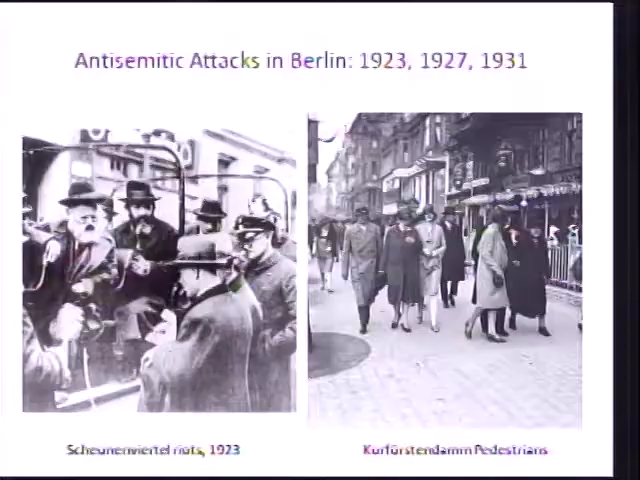 Antisemitic Attacks in Berlin: 1923, 1927, 1931
Scheunenviertel riots, 1923
Kurfürstendamm Pedestrians